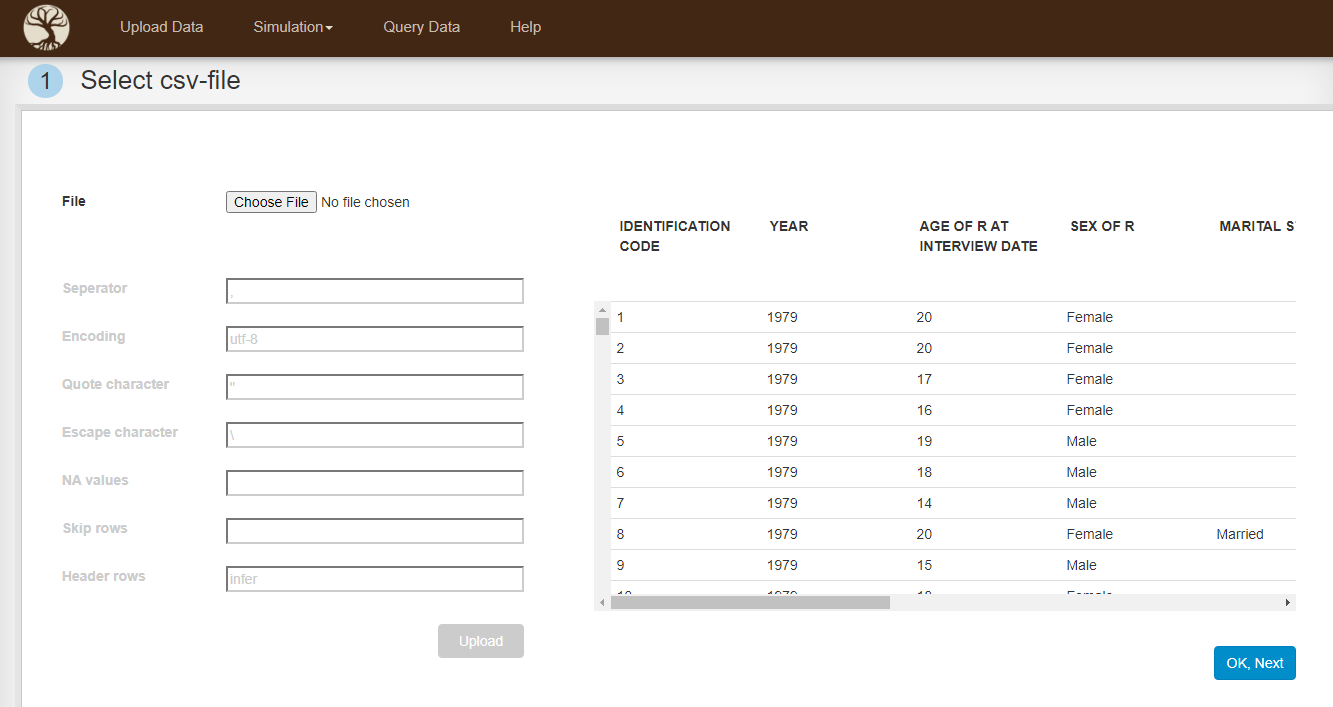 Upload Data Simulation Query Data Help
1 Select csv-file
File Choose File No file chosen
Seperator ,
Encoding utf-8
Quote character "
Escape character \
NA values
Skip rows
Header rows infer
Upload
IDENTIFICATION CODE YEAR AGE OF R AT INTERVIEW DATE SEX OF R MARITAL S
1 1979 20 Female
2 1979 20 Female
3 1979 17 Female
4 1979 16 Female
5 1979 19 Male
6 1979 18 Male
7 1979 14 Male
8 1979 20 Female Married
9 1979 15 Male
10 1979 18 Female
OK, Next